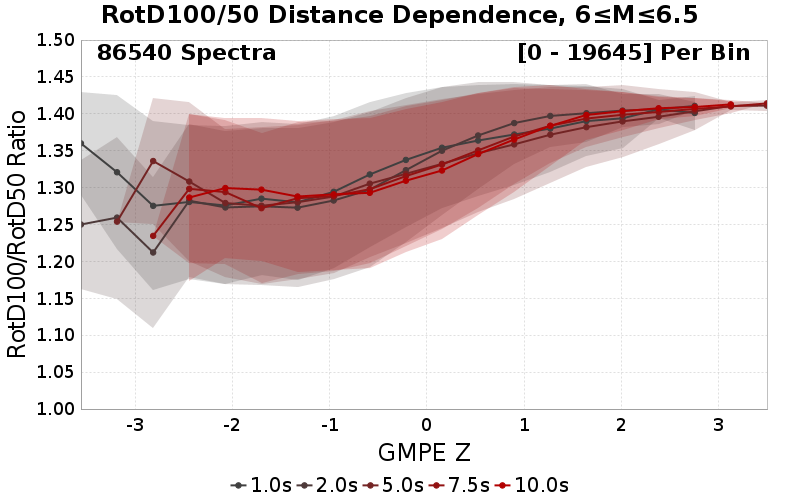 RotD100/50 Distance Dependence, 6≤M≤6.5
86540 Spectra
[0 - 19645] Per Bin
RotD100/RotD50 Ratio
1.50
1.45
1.40
1.35
1.30
1.25
1.20
1.15
1.10
1.05
1.00
-3 -2 -1 0 1 2 3
GMPE Z
1.0s 2.0s 5.0s 7.5s 10.0s